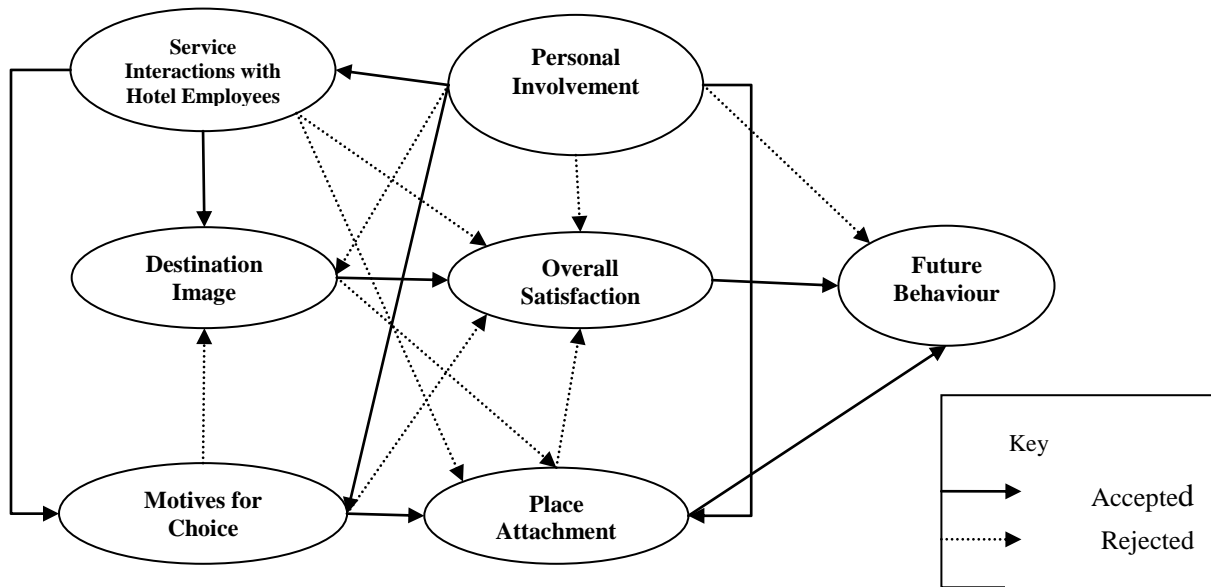 Service
Interactions with
Hotel Employees
Personal
Involvement
Destination
Image
Overall
Satisfaction
Future
Behaviour
Motives for
Choice
Place
Attachment
Key
Accepted
Rejected